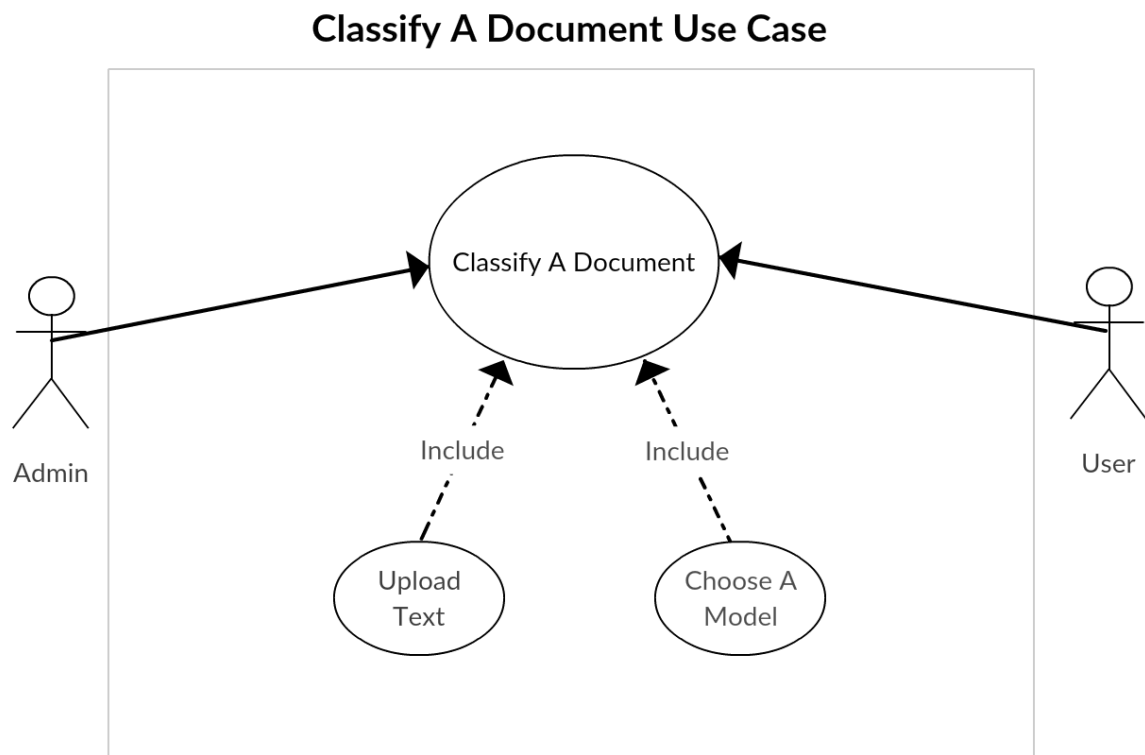 Classify A Document Use Case
Classify A Document
Include
Include
Admin
User
Upload
Text
Choose A
Model